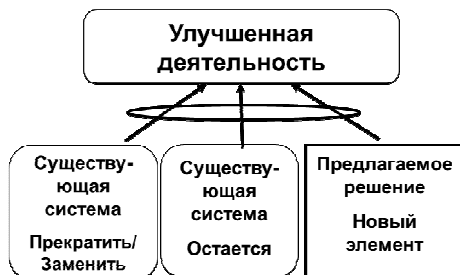 Улучшенная
деятельность
Существу-
ющая
система
Прекратить/
Заменить
Существу-
ющая
система
Остается
Предлагаемое
решение
Новый
элемент